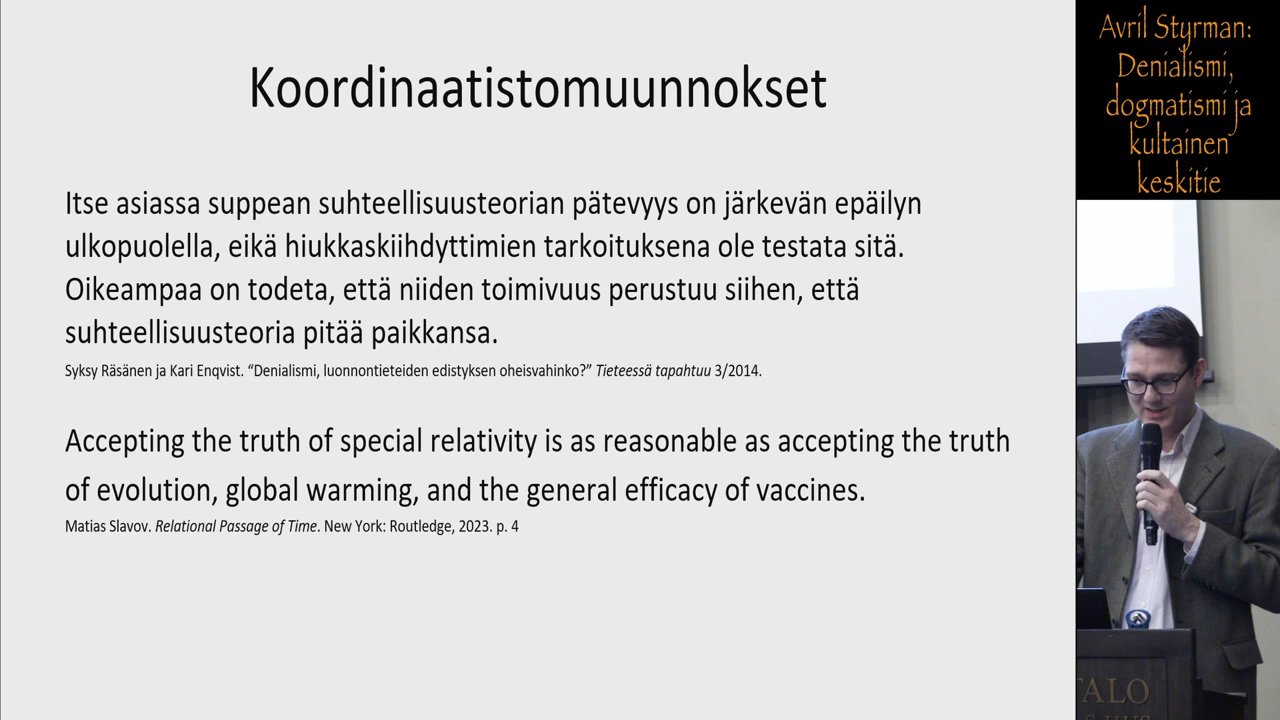 Koordinaatistomuunnokset
Itse asiassa suppean suhteellisuusteorian pätevyys on järkevän epäilyn
ulkopuolella, eikä hiukkaskiihdyttimien tarkoituksena ole testata sitä.
Oikeampaa on todeta, että niiden toimivuus perustuu siihen, että
suhteellisuusteoria pitää paikkansa.
Syksy Räsänen ja Kari Enqvist. “Denialismi, luonnontieteiden edistyksen oheisvahinko?” Tieteessä tapahtuu 3/2014.
Accepting the truth of special relativity is as reasonable as accepting the truth
of evolution, global warming, and the general efficacy of vaccines.
Matias Slavov. Relational Passage of Time. New York: Routledge, 2023. p. 4
Avril Styrman:
Denialismi,
dogmatismi ja
kultainen
keskitie
TALO